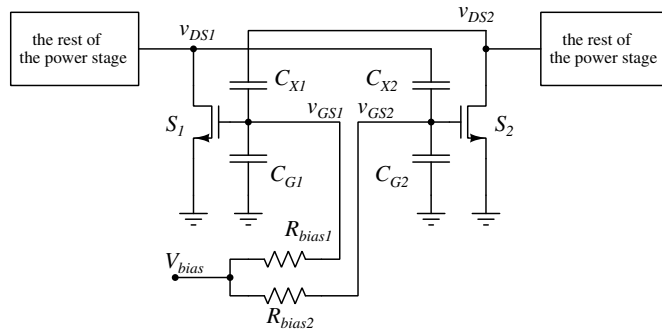 v_DS2
the rest of
the power stage
v_DS1
the rest of
the power stage
C_X1
C_X2
v_GS1
v_GS2
S_1
S_2
C_G1
C_G2
R_bias1
V_bias
R_bias2